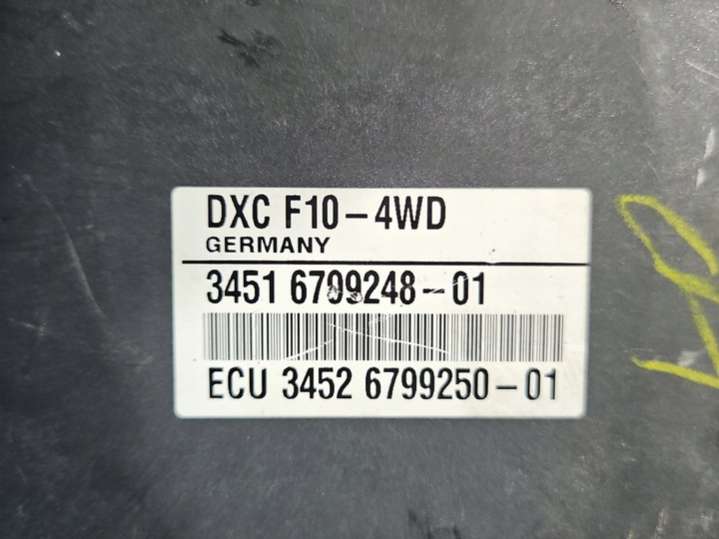 DXC F10-4WD
GERMANY
3451 6799248-01
ECU 3452 6799250-01